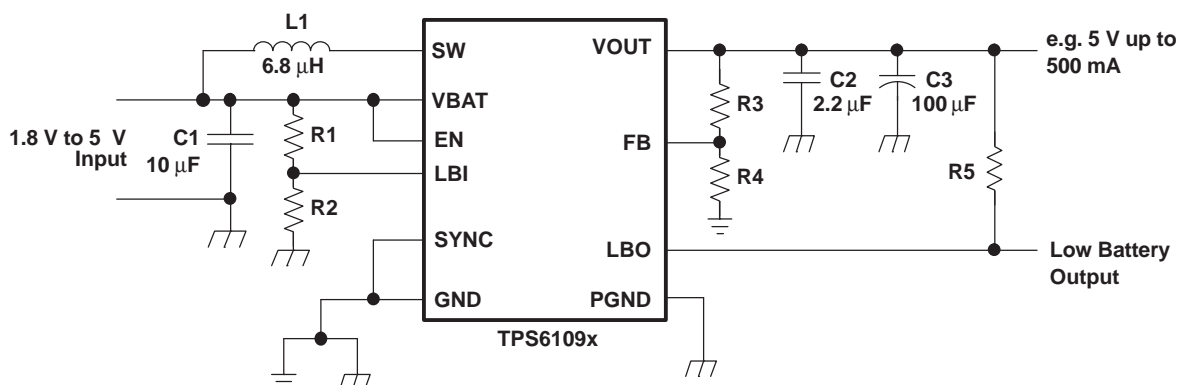 L1
6.8 µH
SW
VBAT
EN
LBI
SYNC
GND
VOUT
FB
LBO
PGND
TPS6109x
1.8 V to 5 V
Input
C1
10 µF
R1
R2
R3
R4
C2
2.2 µF
C3
100 µF
R5
e.g. 5 V up to
500 mA
Low Battery
Output